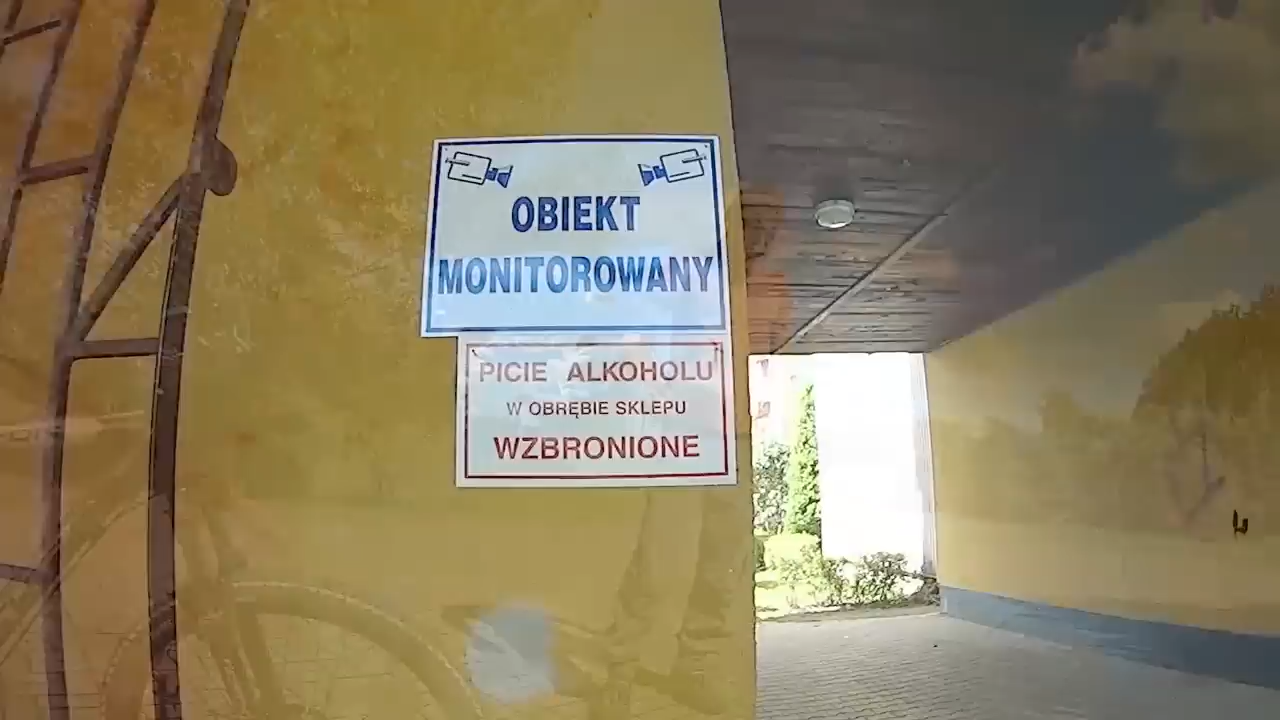 OBIEKT
MONITOROWANY
PICIE ALKOHOLU
W OBRĘBIE SKLEPU
WZBRONIONE